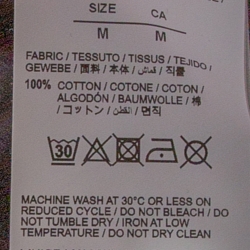 SIZE CA
M M
FABRIC / TESSUTO / TISSUS / TEJIDO /
GEWEBE / 面料 / 本体 / قماش / 직물
100% COTTON / COTONE / COTON /
ALGODÓN / BAUMWOLLE / 棉
/ コットン / القطن / 면직
30
MACHINE WASH AT 30°C OR LESS ON
REDUCED CYCLE / DO NOT BLEACH / DO
NOT TUMBLE DRY / IRON AT LOW
TEMPERATURE / DO NOT DRY CLEAN